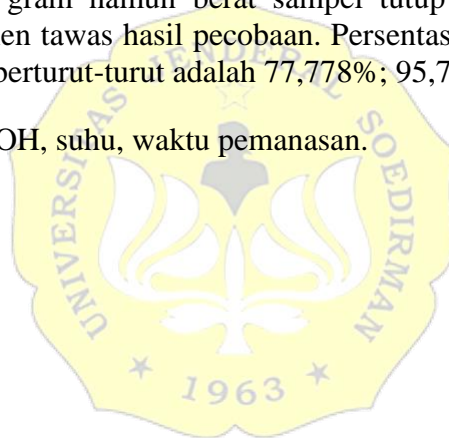 gram namun berat sampel tutup
en tawas hasil pecobaan. Persentas
berturut-turut adalah 77,778%; 95,7
OH, suhu, waktu pemanasan.
UNIVERSITAS JENDERAL SOEDIRMAN
1963